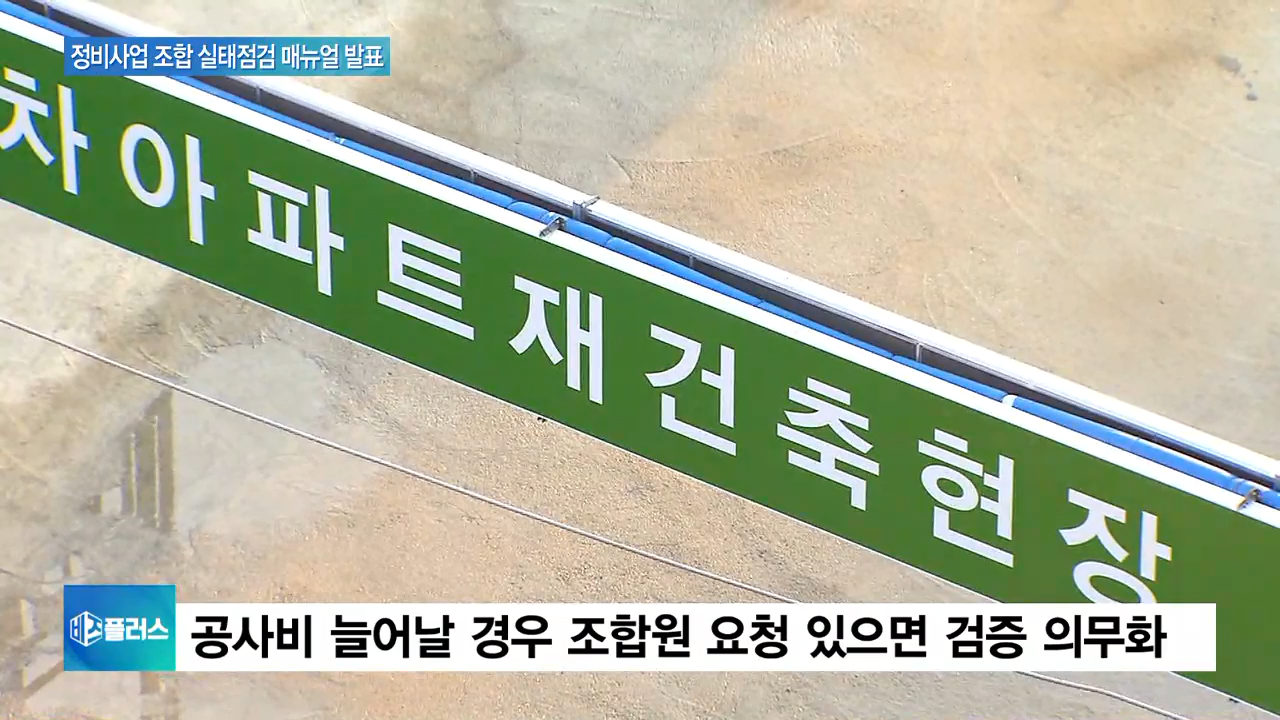 정비사업 조합 실태점검 매뉴얼 발표
차아파트재건축현장
비즈플러스
공사비 늘어날 경우 조합원 요청 있으면 검증 의무화